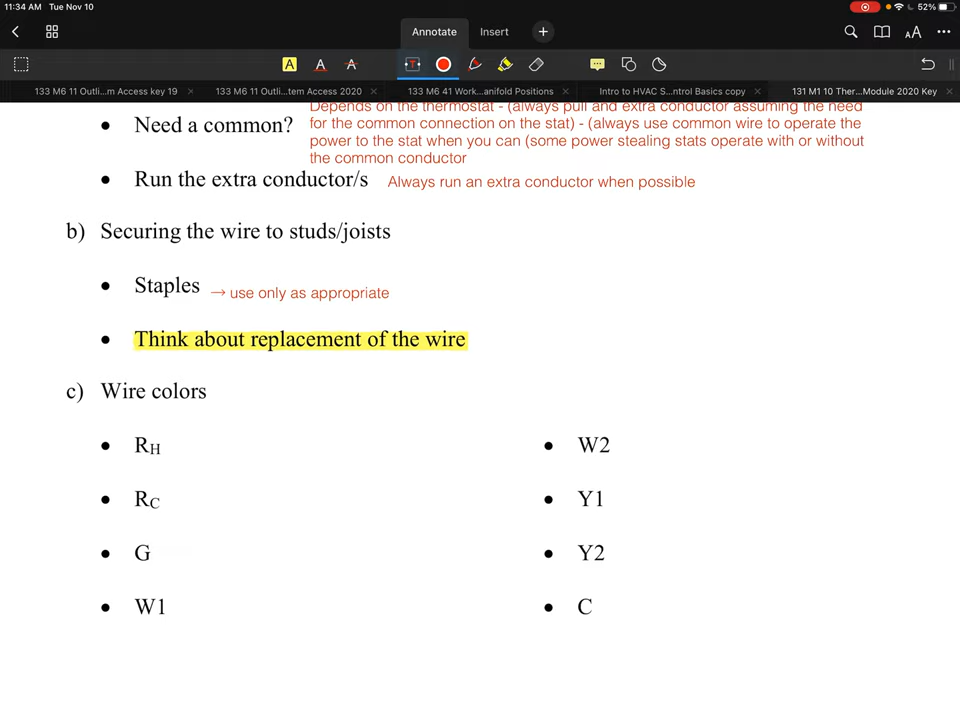 11:34 AM Tue Nov 10
52%
Annotate
Insert
AA
A
A
A
T
133 M6 11 Outli...m Access key 19
133 M6 11 Outli...tem Access 2020
133 M6 41 Work...anifold Positions
Intro to HVAC S...ntrol Basics copy
131 M1 10 Ther...Module 2020 Key
• Need a common?
Depends on the thermostat - (always pull and extra conductor assuming the need
for the common connection on the stat) - (always use common wire to operate the
power to the stat when you can (some power stealing stats operate with or without
the common conductor
• Run the extra conductor/s
Always run an extra conductor when possible
b) Securing the wire to studs/joists
• Staples
→ use only as appropriate
• Think about replacement of the wire
c) Wire colors
• RH
• RC
• G
• W1
• W2
• Y1
• Y2
• C